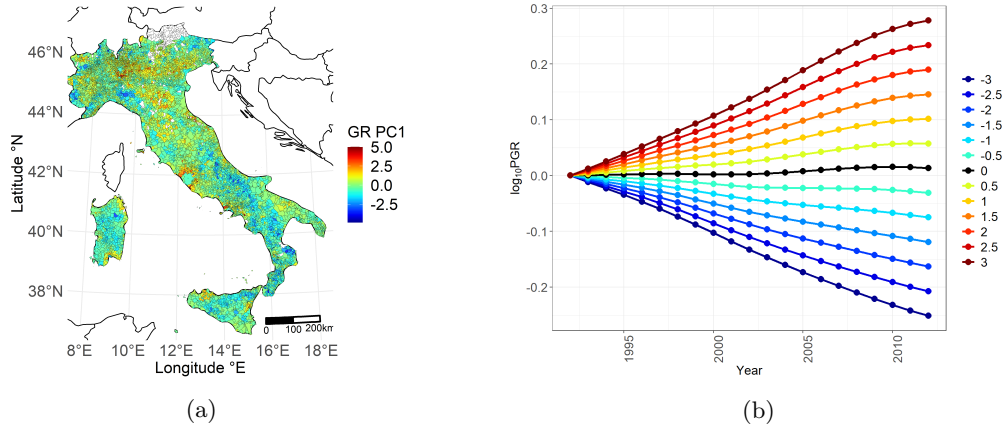 46°N
44°N
42°N
40°N
38°N
Latitude °N
8°E 10°E 12°E 14°E 16°E 18°E
Longitude °E
GR PC1
5.0
2.5
0.0
-2.5
0 100 200km
(a)
0.3
0.2
0.1
0.0
-0.1
-0.2
log10PGR
1995 2000 2005 2010
Year
-3
-2.5
-2
-1.5
-1
-0.5
0
0.5
1
1.5
2
2.5
3
(b)